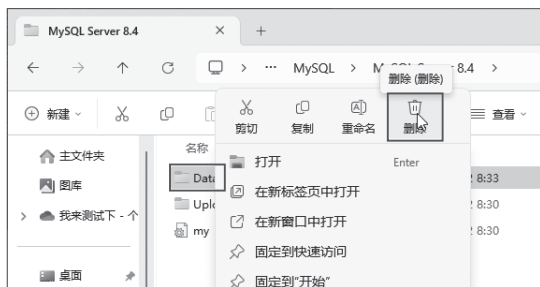 MySQL Server 8.4
MySQL
8.4
删除 (删除)
新建
查看
剪切
复制
重命名
删除
主文件夹
图库
我来测试下 - 个
桌面
名称
Data
my
打开 Enter
在新标签页中打开
在新窗口中打开
固定到快速访问
固定到"开始"
8:33
8:30
8:30